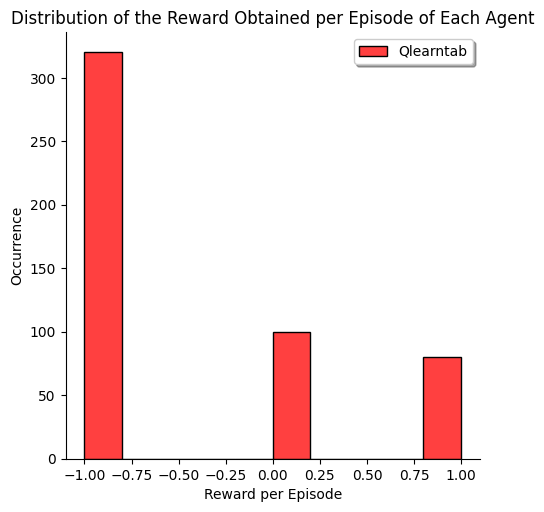 Distribution of the Reward Obtained per Episode of Each Agent
Qlearntab
Occurrence
300
250
200
150
100
50
0
−1.00 −0.75 −0.50 −0.25 0.00 0.25 0.50 0.75 1.00
Reward per Episode